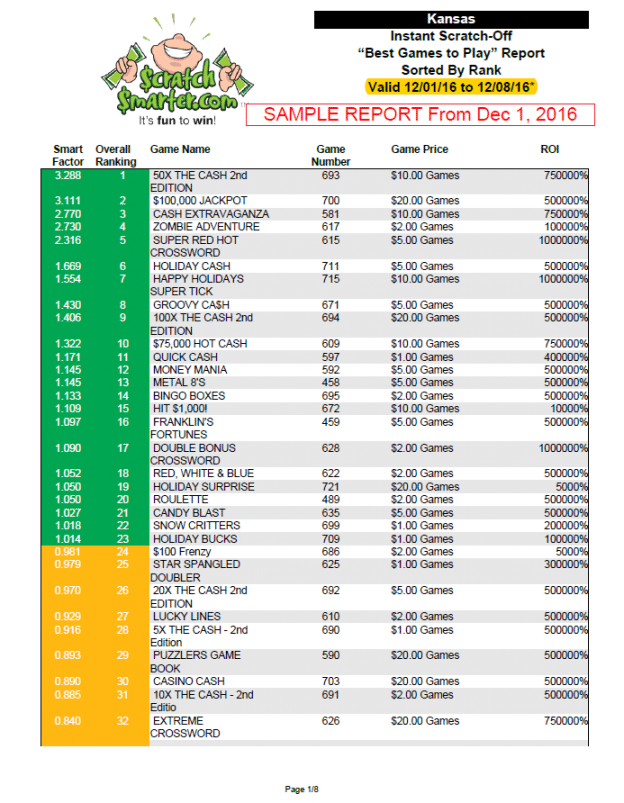 Kansas
Instant Scratch-Off
“Best Games to Play” Report
Sorted By Rank
Valid 12/01/16 to 12/08/16*
Scratch
Smarter.com
It's fun to win!
SAMPLE REPORT From Dec 1, 2016
Smart Overall Game Name Game Game Price ROI
Factor Ranking Number
3.288 1 50X THE CASH 2nd 693 $10.00 Games 750000%
EDITION
3.111 2 $100,000 JACKPOT 700 $20.00 Games 500000%
2.770 3 CASH EXTRAVAGANZA 581 $10.00 Games 750000%
2.730 4 ZOMBIE ADVENTURE 617 $2.00 Games 100000%
2.316 5 SUPER RED HOT 615 $5.00 Games 1000000%
CROSSWORD
1.669 6 HOLIDAY CASH 711 $5.00 Games 500000%
1.554 7 HAPPY HOLIDAYS 715 $10.00 Games 1000000%
SUPER TICK
1.430 8 GROOVY CA$H 671 $5.00 Games 500000%
1.406 9 100X THE CASH 2nd 694 $20.00 Games 500000%
EDITION
1.322 10 $75,000 HOT CASH 609 $10.00 Games 750000%
1.171 11 QUICK CASH 597 $1.00 Games 400000%
1.145 12 MONEY MANIA 592 $5.00 Games 500000%
1.145 13 METAL 8'S 458 $5.00 Games 500000%
1.133 14 BINGO BOXES 695 $2.00 Games 500000%
1.109 15 HIT $1,000! 672 $10.00 Games 10000%
1.097 16 FRANKLIN'S 459 $5.00 Games 500000%
FORTUNES
1.090 17 DOUBLE BONUS 628 $2.00 Games 1000000%
CROSSWORD
1.052 18 RED, WHITE & BLUE 622 $2.00 Games 500000%
1.050 19 HOLIDAY SURPRISE 721 $20.00 Games 5000%
1.050 20 ROULETTE 489 $2.00 Games 500000%
1.027 21 CANDY BLAST 635 $5.00 Games 500000%
1.018 22 SNOW CRITTERS 699 $1.00 Games 200000%
1.014 23 HOLIDAY BUCKS 709 $1.00 Games 100000%
0.981 24 $100 Frenzy 686 $2.00 Games 5000%
0.979 25 STAR SPANGLED 625 $1.00 Games 300000%
DOUBLER
0.970 26 20X THE CASH 2nd 692 $5.00 Games 500000%
EDITION
0.929 27 LUCKY LINES 610 $2.00 Games 500000%
0.916 28 5X THE CASH - 2nd 690 $1.00 Games 500000%
Edition
0.893 29 PUZZLERS GAME 590 $20.00 Games 500000%
BOOK
0.890 30 CASINO CASH 703 $20.00 Games 500000%
0.885 31 10X THE CASH - 2nd 691 $2.00 Games 500000%
Editio
0.840 32 EXTREME 626 $20.00 Games 750000%
CROSSWORD
Page 1/8